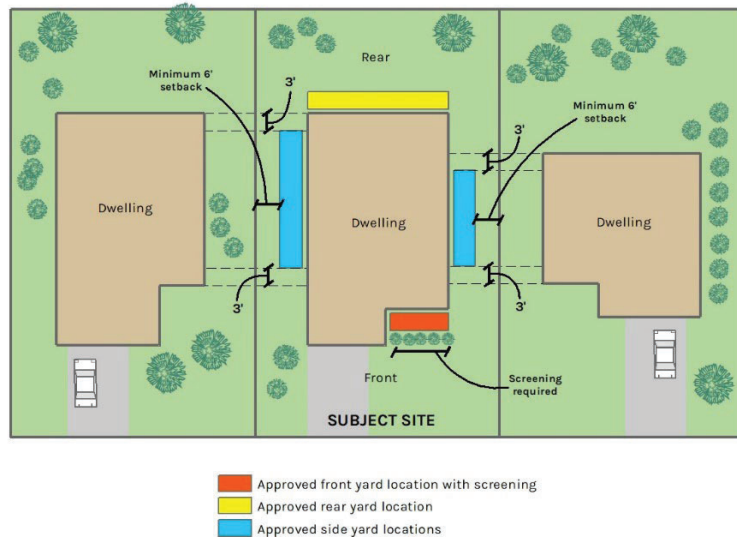 Rear
Minimum 6'
setback
3'
Minimum 6'
setback
3'
Dwelling
Dwelling
Dwelling
3'
3'
Front
Screening
required
SUBJECT SITE
Approved front yard location with screening
Approved rear yard location
Approved side yard locations